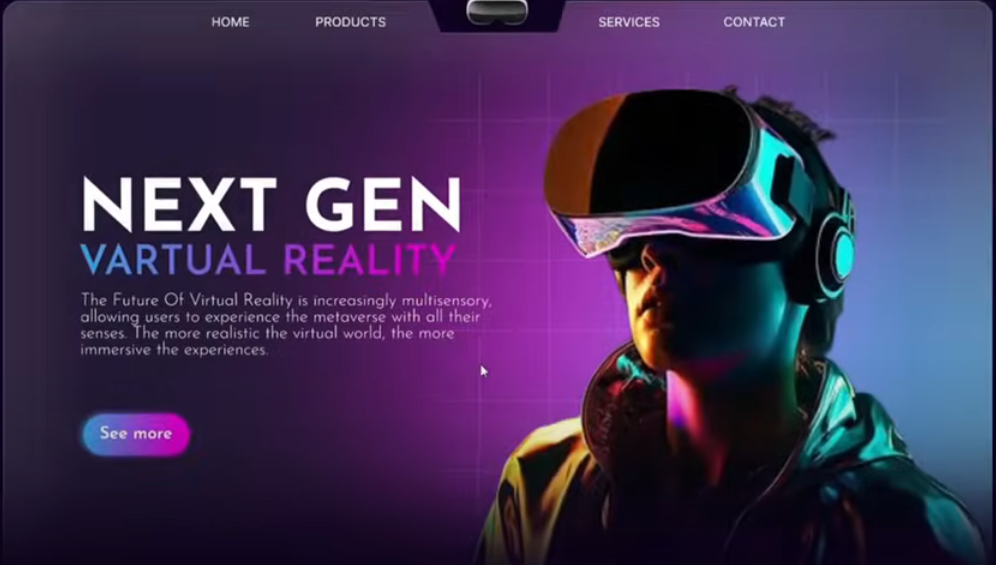 HOME
PRODUCTS
SERVICES
CONTACT
NEXT GEN
VARTUAL REALITY
The Future Of Virtual Reality is increasingly multisensory,
allowing users to experience the metaverse with all their
senses. The more realistic the virtual world, the more
immersive the experiences.
See more